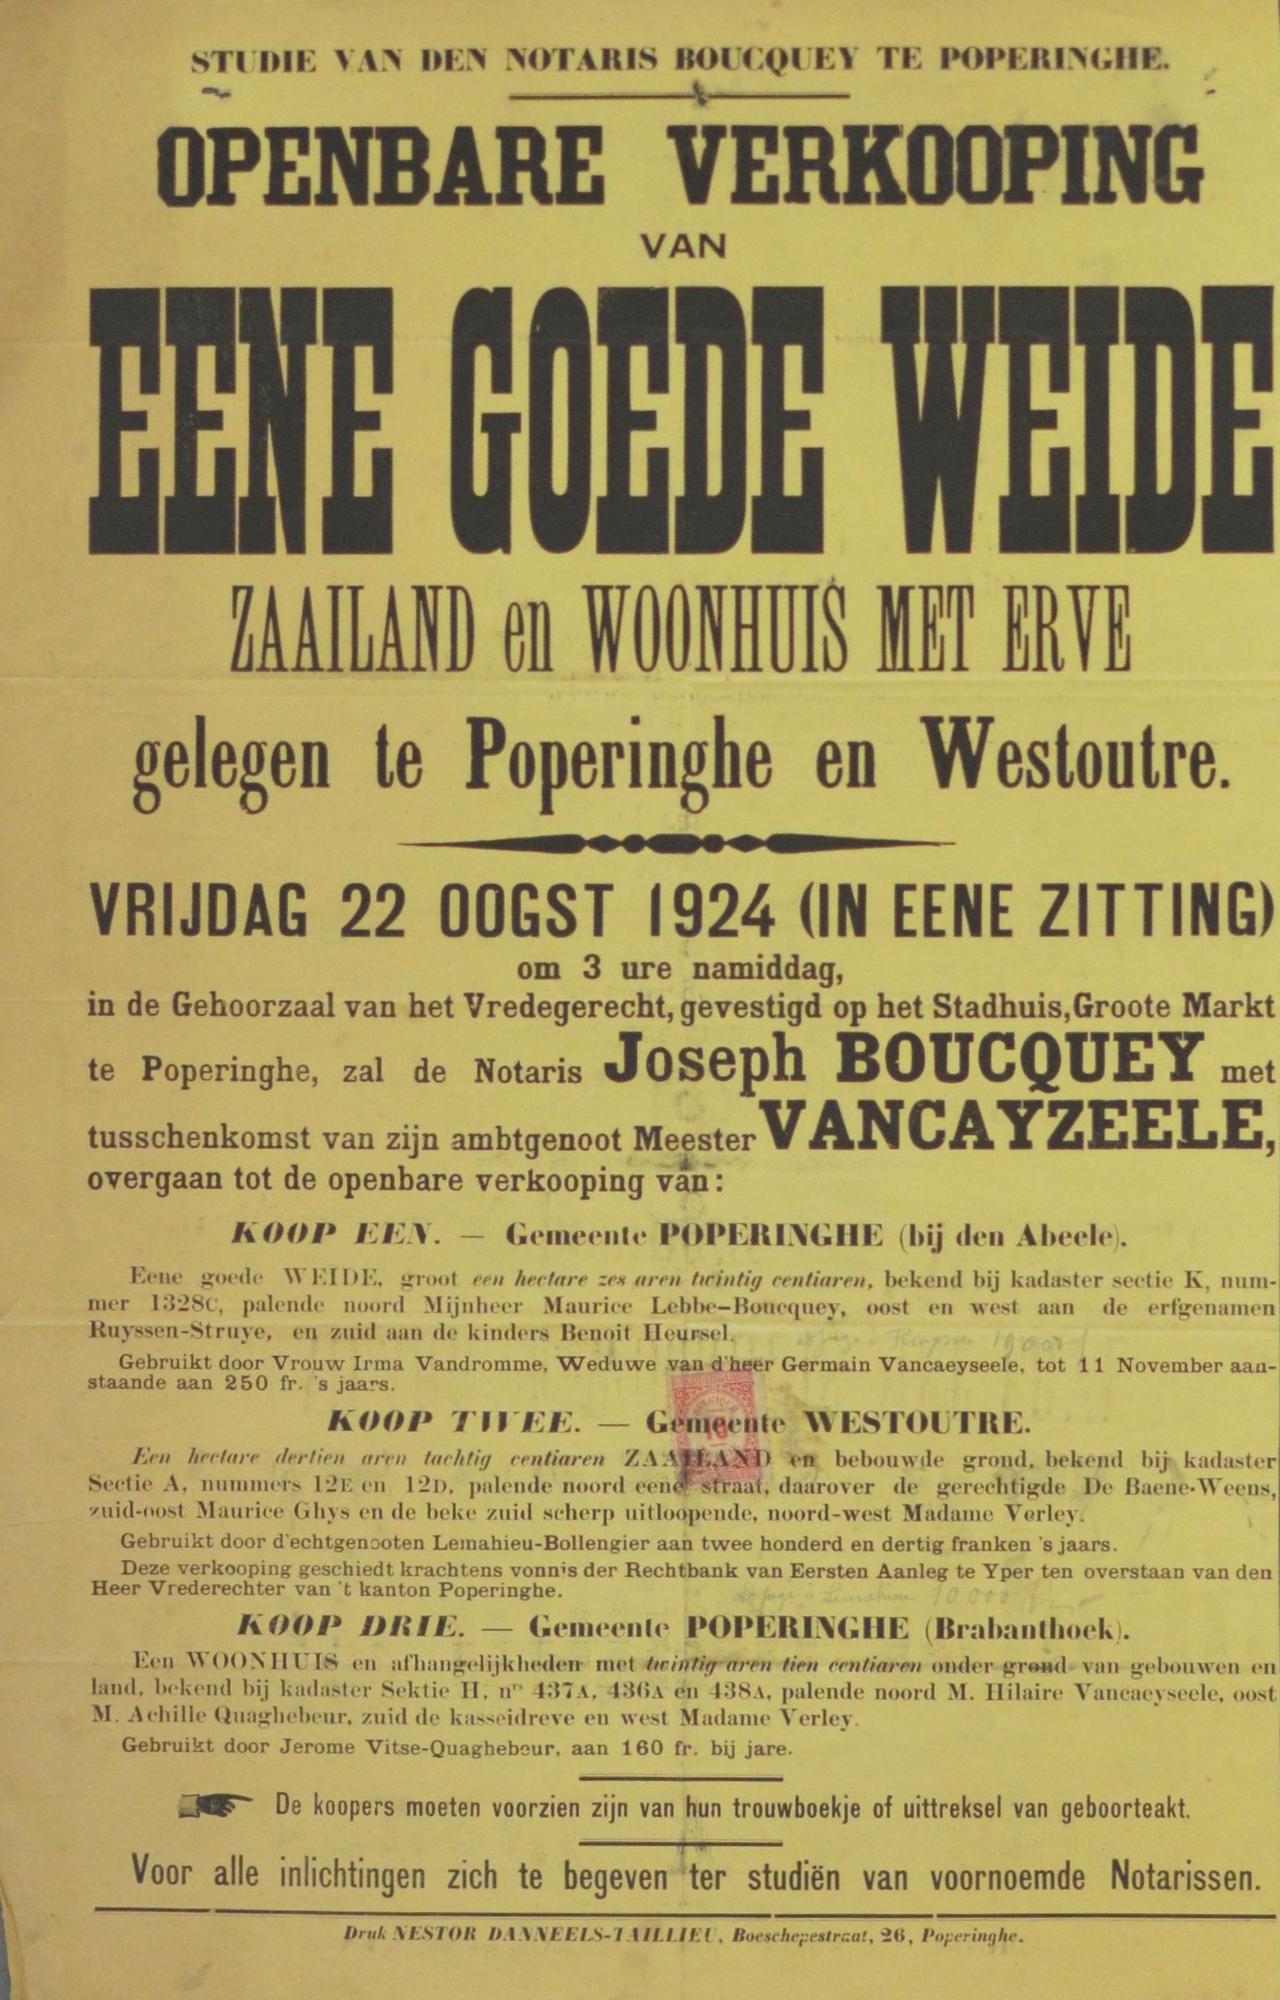 STUDIE VAN DEN NOTARIS BOUCQUEY TE POPERINGHE.
OPENBARE VERKOOPING
VAN
EENE GOEDE WEIDE
ZAAILAND en WOONHUIS MET ERVE
gelegen te Poperinghe en Westoutre.
VRIJDAG 22 OOGST 1924 (IN EENE ZITTING)
om 3 ure namiddag,
in de Gehoorzaal van het Vredegerecht, gevestigd op het Stadhuis, Groote Markt
te Poperinghe, zal de Notaris Joseph BOUCQUEY met
tusschenkomst van zijn ambtgenoot Meester VANCAYZEELE,
overgaan tot de openbare verkooping van:
KOOP EEN. — Gemeente POPERINGHE (bij den Abeele).
Eene goede WEIDE, groot een hectare zes aren twintig centiaren, bekend bij kadaster sectie K, num-
mer 1328C, palende noord Mijnheer Maurice Lebbe-Boucquey, oost en west aan de erfgenamen
Ruyssen-Struye, en zuid aan de kinders Benoit Heursel.
Gebruikt door Vrouw Irma Vandromme, Weduwe van d'heer Germain Vancaeyseele, tot 11 November aan-
staande aan 250 fr. 's jaars.
KOOP TWEE. — Gemeente WESTOUTRE.
Een hectare dertien aren tachtig centiaren ZAAILAND en bebouwde grond, bekend bij kadaster
Sectie A, nummers 12E en 12D, palende noord eene straat, daarover de gerechtigde De Baene-Weens,
zuid-oost Maurice Ghys en de beke zuid scherp uitloopende, noord-west Madame Verley.
Gebruikt door d'echtgenooten Lemahieu-Bollengier aan twee honderd en dertig franken 's jaars.
Deze verkooping geschiedt krachtens vonnis der Rechtbank van Eersten Aanleg te Yper ten overstaan van den
Heer Vrederechter van 't kanton Poperinghe.
10000
KOOP DRIE. — Gemeente POPERINGHE (Brabanthoek).
Een WOONHUIS en afhangelijkheden met twintig aren tien centiaren onder grond van gebouwen en
land, bekend bij kadaster Sektie H, nrs 437A, 436A en 438A, palende noord M. Hilaire Vancaeyseele, oost
M. Achille Quaghebeur, zuid de kasseidreve en west Madame Verley.
Gebruikt door Jerome Vitse-Quaghebeur, aan 160 fr. bij jare.
De koopers moeten voorzien zijn van hun trouwboekje of uittreksel van geboorteakt.
Voor alle inlichtingen zich te begeven ter studiën van voornoemde Notarissen.
Druk NESTOR DANNEELS-TAILLIEU, Boeschepestraat, 26, Poperinghe.